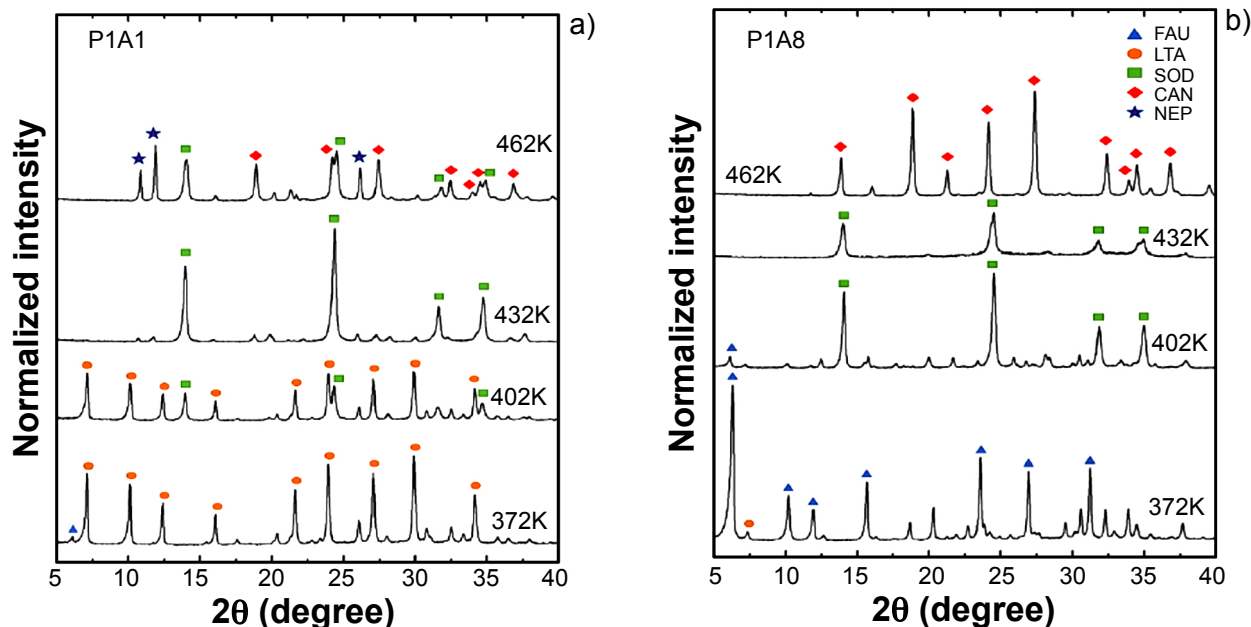 a)
P1A1
462K
432K
402K
372K
Normalized intensity
5 10 15 20 25 30 35 40
2θ (degree)
b)
P1A8
FAU
LTA
SOD
CAN
NEP
462K
432K
402K
372K
Normalized intensity
5 10 15 20 25 30 35 40
2θ (degree)